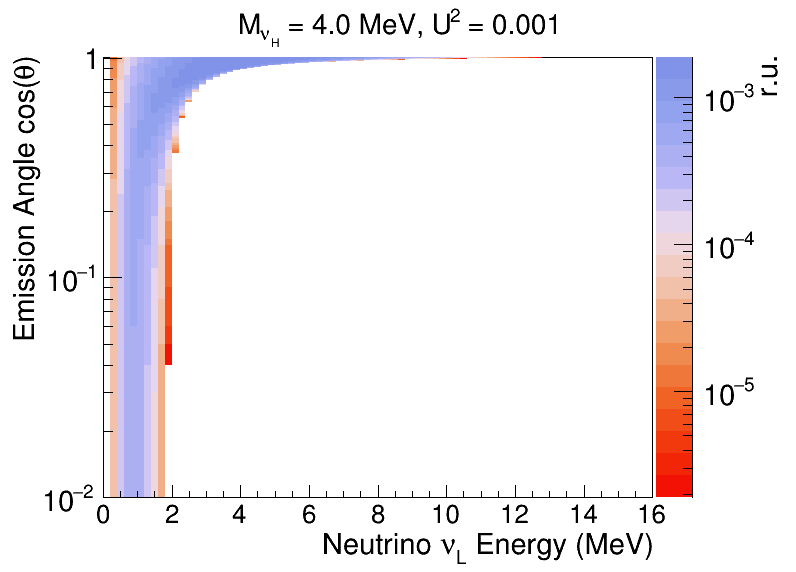 M_{ν_H} = 4.0 MeV, U² = 0.001
Emission Angle cos(θ)
1
10⁻¹
10⁻²
0 2 4 6 8 10 12 14 16
Neutrino ν_L Energy (MeV)
r.u.
10⁻³
10⁻⁴
10⁻⁵